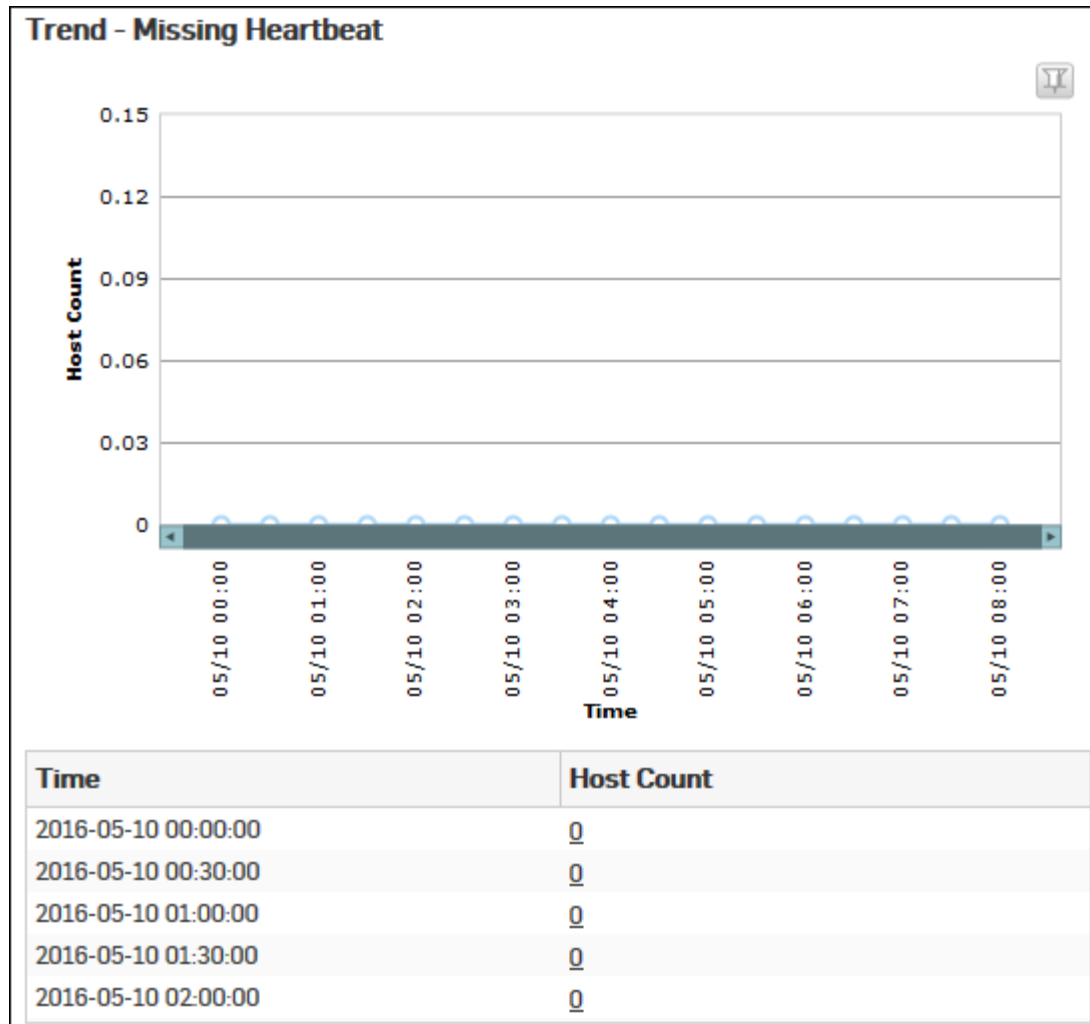 Trend - Missing Heartbeat
0.15
0.12
0.09
0.06
0.03
0
Host Count
05/10 00:00
05/10 01:00
05/10 02:00
05/10 03:00
05/10 04:00
05/10 05:00
05/10 06:00
05/10 07:00
05/10 08:00
Time
Time Host Count
2016-05-10 00:00:00 0
2016-05-10 00:30:00 0
2016-05-10 01:00:00 0
2016-05-10 01:30:00 0
2016-05-10 02:00:00 0